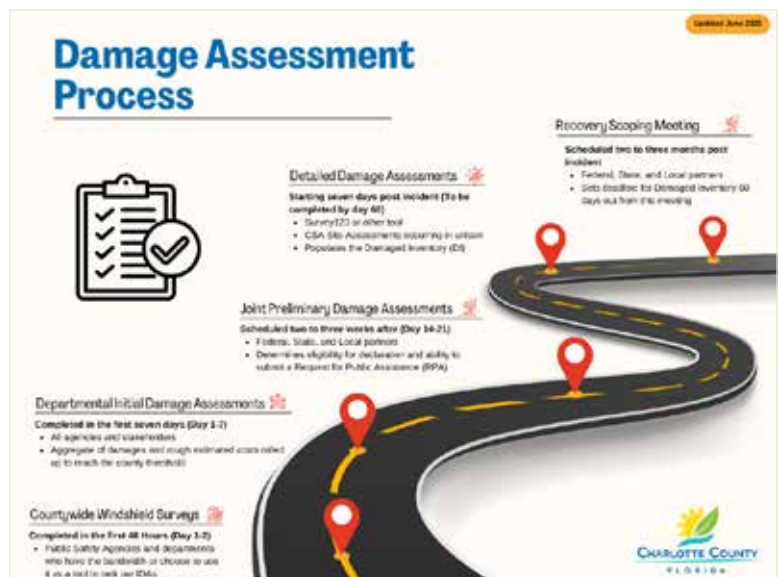 Updated June 2025
Damage Assessment
Process
Recovery Scoping Meeting
Scheduled two to three months post
incident
Federal, State, and Local partners
Sets deadline for Damaged Inventory 60
days out from this meeting
Detailed Damage Assessments
Starting seven days post incident (To be
completed by day 60)
Survey123 or other tool
CSA Site Assessments occurring in unison
Populates the Damaged Inventory (DI)
Joint Preliminary Damage Assessments
Scheduled two to three weeks after (Day 14-21)
Federal, State, and Local partners
Determines eligibility for declaration and ability to
submit a Request for Public Assistance (RPA)
Departmental Initial Damage Assessments
Completed in the first seven days (Day 1-7)
All agencies and stakeholders
Aggregate of damages and rough estimated costs rolled
up to reach the county threshold
Countywide Windshield Surveys
Completed in the first 48 Hours (Day 1-2)
Public Safety Agencies and departments
who have the bandwidth or choose to use
it as a tool to
CHARLOTTE COUNTY
FLORIDA